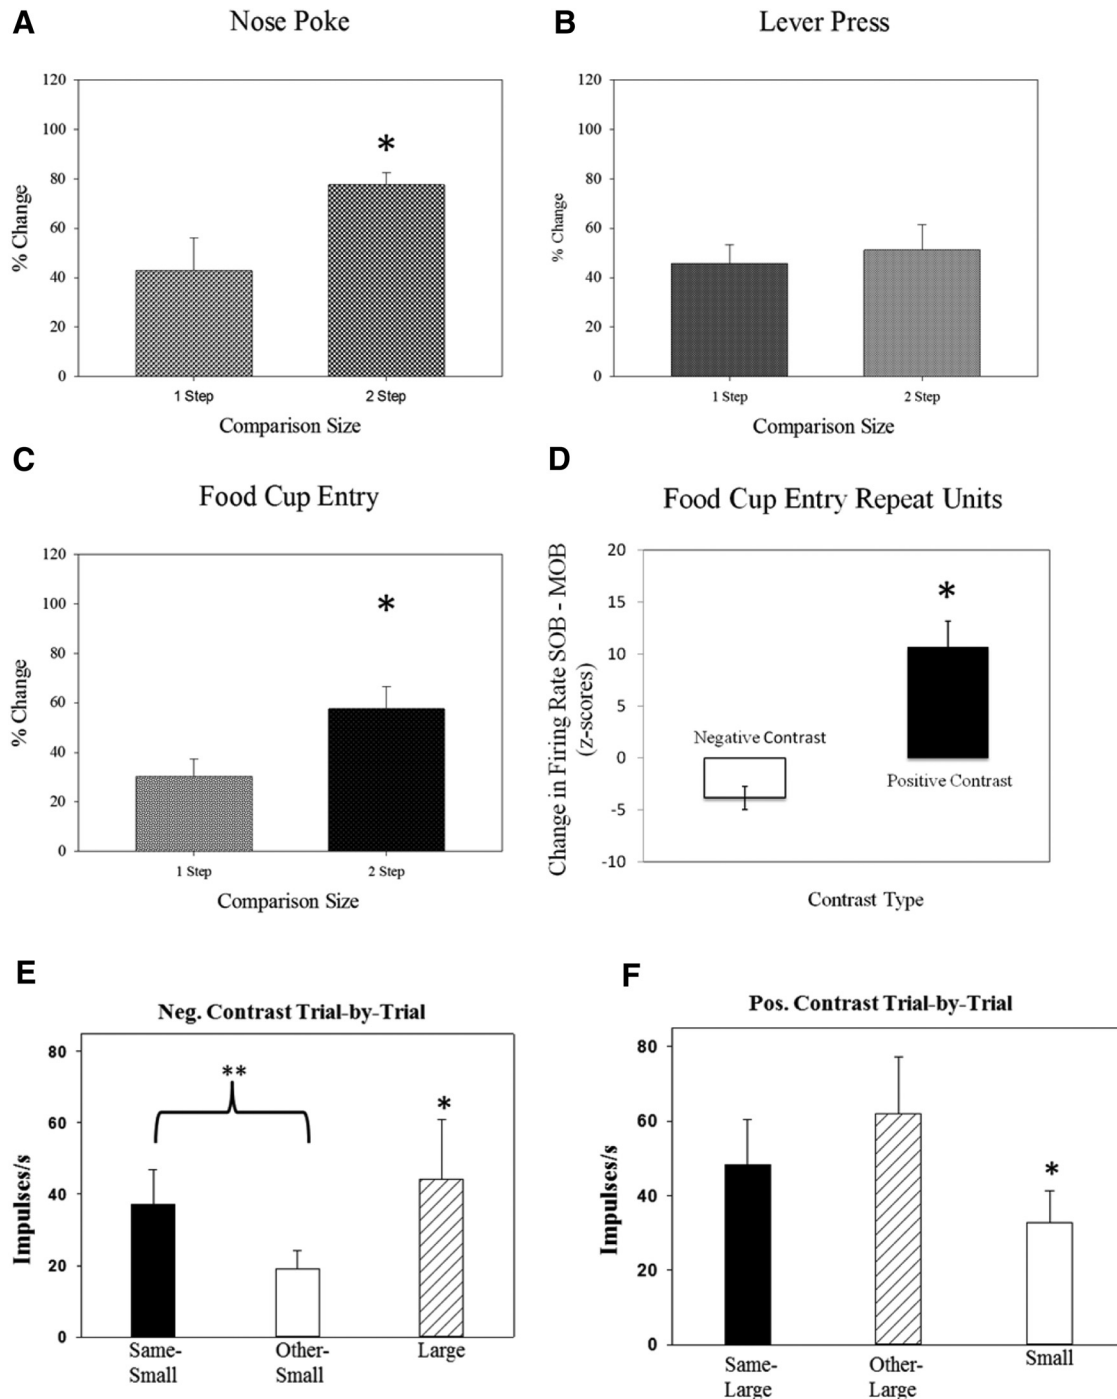 A
Nose Poke
120
100
80
60
40
20
0
% Change
*
1 Step
2 Step
Comparison Size
B
Lever Press
120
100
80
60
40
20
0
% Change
1 Step
2 Step
Comparison Size
C
Food Cup Entry
120
100
80
60
40
20
0
% Change
*
1 Step
2 Step
Comparison Size
D
Food Cup Entry Repeat Units
20
15
10
5
0
-5
-10
Change in Firing Rate SOB - MOB
(z-scores)
*
Negative Contrast
Positive Contrast
Contrast Type
E
Neg. Contrast Trial-by-Trial
80
60
40
20
0
Impulses/s
**
*
Same-
Small
Other-
Small
Large
F
Pos. Contrast Trial-by-Trial
80
60
40
20
0
Impulses/s
*
Same-
Large
Other-
Large
Small